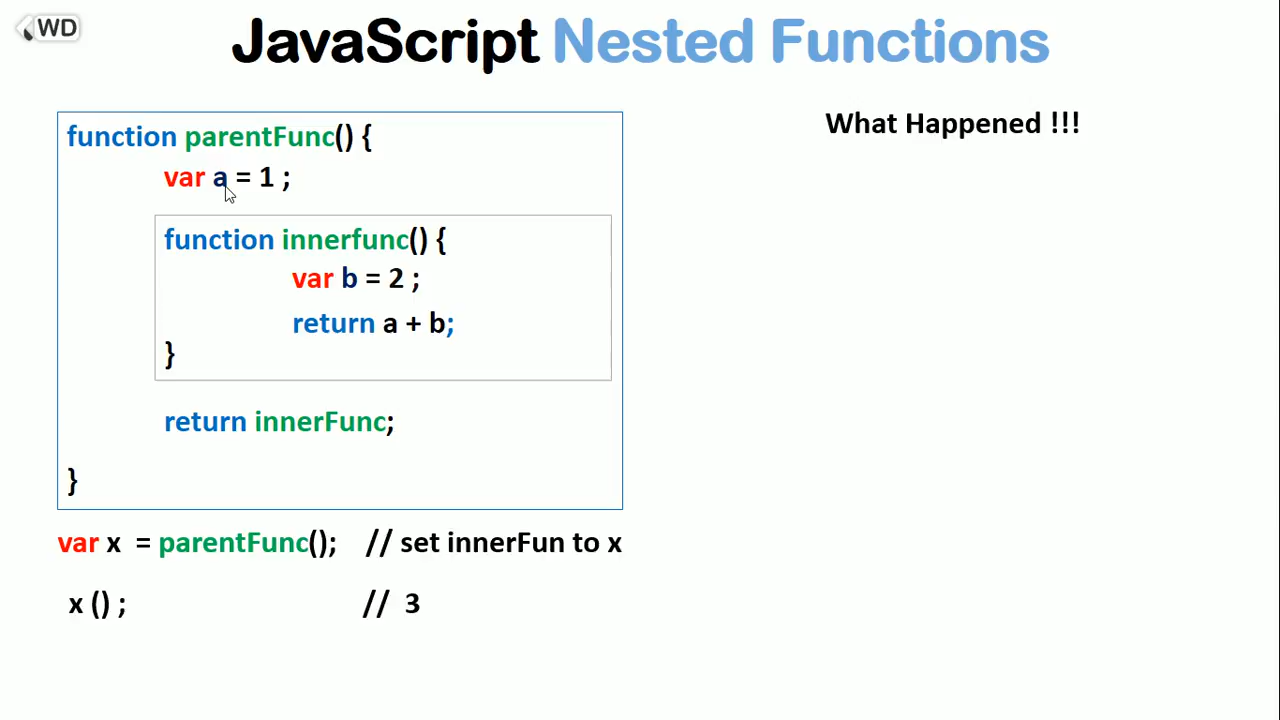 WD
JavaScript Nested Functions
function parentFunc() {
var a = 1 ;
function innerfunc() {
var b = 2 ;
return a + b;
}
return innerFunc;
}
var x = parentFunc(); // set innerFun to x
x () ; // 3
What Happened !!!